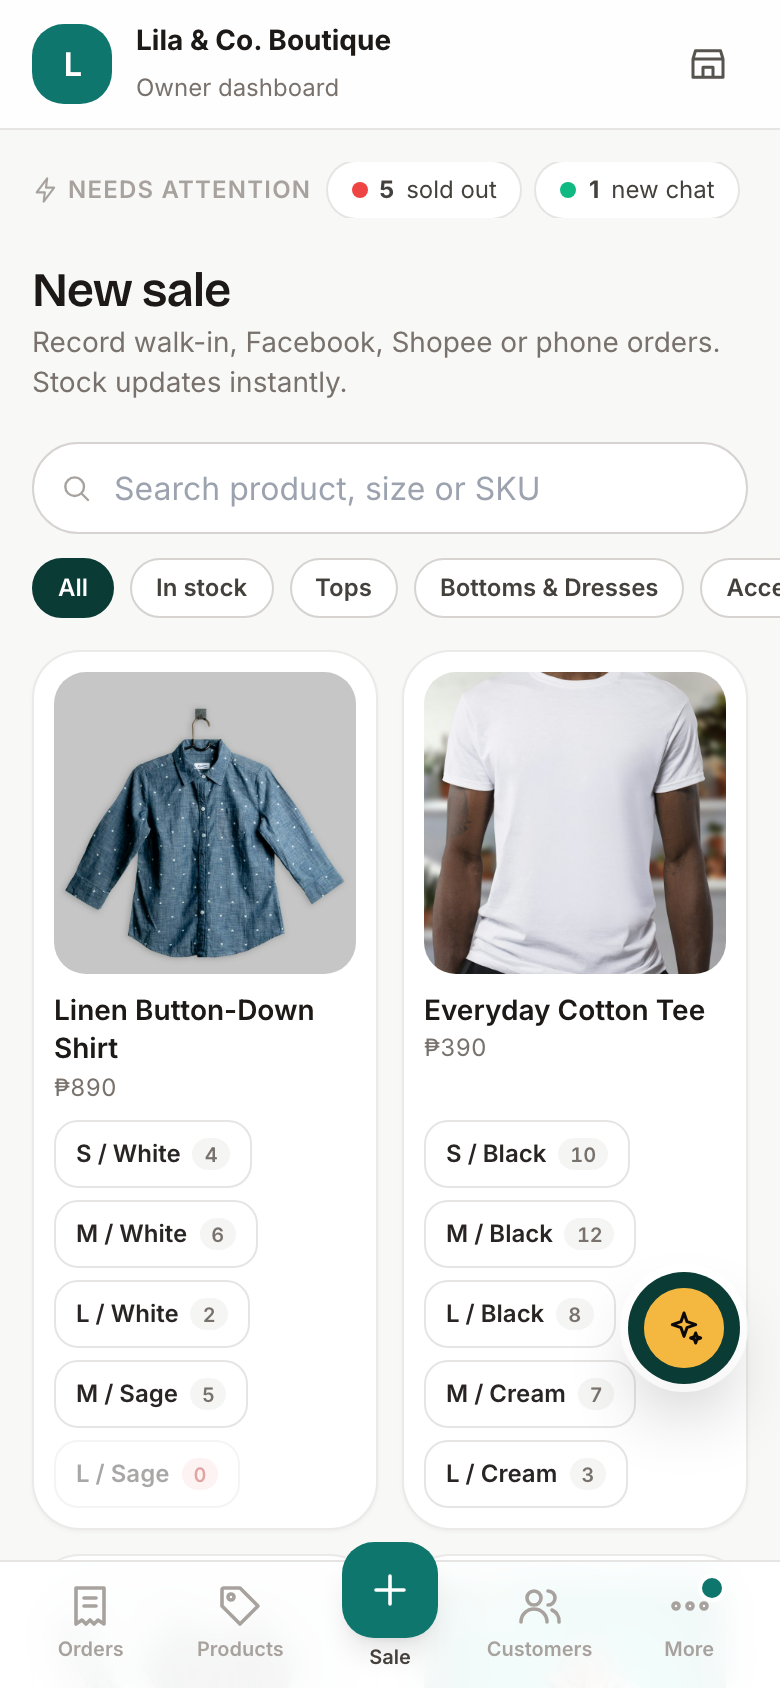 L
Lila & Co. Boutique
Owner dashboard
NEEDS ATTENTION
5 sold out
1 new chat
New sale
Record walk-in, Facebook, Shopee or phone orders.
Stock updates instantly.
Search product, size or SKU
All
In stock
Tops
Bottoms & Dresses
Acce
Linen Button-Down
Shirt
₱890
S / White 4
M / White 6
L / White 2
M / Sage 5
L / Sage 0
Everyday Cotton Tee
₱390
S / Black 10
M / Black 12
L / Black 8
M / Cream 7
L / Cream 3
Orders
Products
Sale
Customers
More